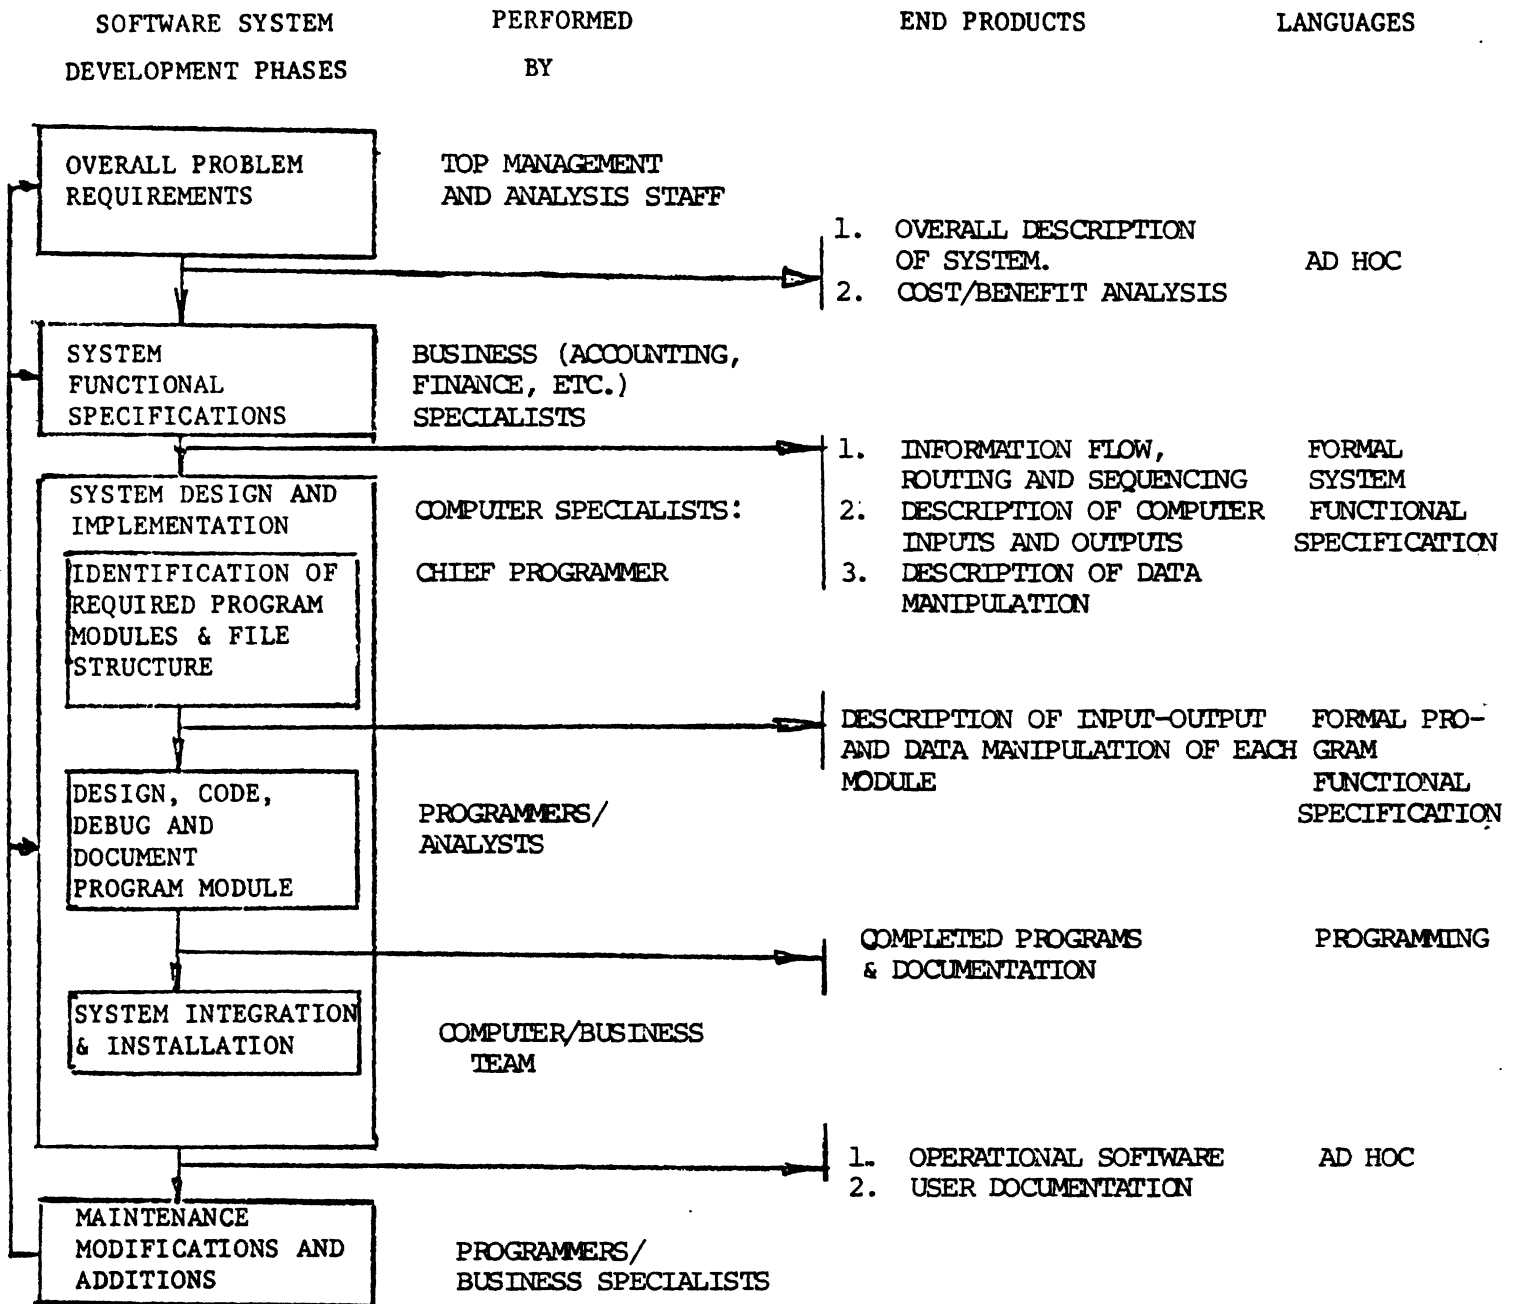 SOFTWARE SYSTEM
DEVELOPMENT PHASES
PERFORMED
BY
END PRODUCTS
LANGUAGES
OVERALL PROBLEM
REQUIREMENTS
TOP MANAGEMENT
AND ANALYSIS STAFF
1. OVERALL DESCRIPTION
OF SYSTEM.
2. COST/BENEFIT ANALYSIS
AD HOC
SYSTEM
FUNCTIONAL
SPECIFICATIONS
BUSINESS (ACCOUNTING,
FINANCE, ETC.)
SPECIALISTS
1. INFORMATION FLOW,
ROUTING AND SEQUENCING
2. DESCRIPTION OF COMPUTER
INPUTS AND OUTPUTS
3. DESCRIPTION OF DATA
MANIPULATION
FORMAL
SYSTEM
FUNCTIONAL
SPECIFICATION
SYSTEM DESIGN AND
IMPLEMENTATION
COMPUTER SPECIALISTS:
IDENTIFICATION OF
REQUIRED PROGRAM
MODULES & FILE
STRUCTURE
CHIEF PROGRAMMER
DESCRIPTION OF INPUT-OUTPUT
AND DATA MANIPULATION OF EACH
MODULE
FORMAL PRO-
GRAM
FUNCTIONAL
SPECIFICATION
DESIGN, CODE,
DEBUG AND
DOCUMENT
PROGRAM MODULE
PROGRAMMERS/
ANALYSTS
COMPLETED PROGRAMS
& DOCUMENTATION
PROGRAMMING
SYSTEM INTEGRATION
& INSTALLATION
COMPUTER/BUSINESS
TEAM
1. OPERATIONAL SOFTWARE
2. USER DOCUMENTATION
AD HOC
MAINTENANCE
MODIFICATIONS AND
ADDITIONS
PROGRAMMERS/
BUSINESS SPECIALISTS